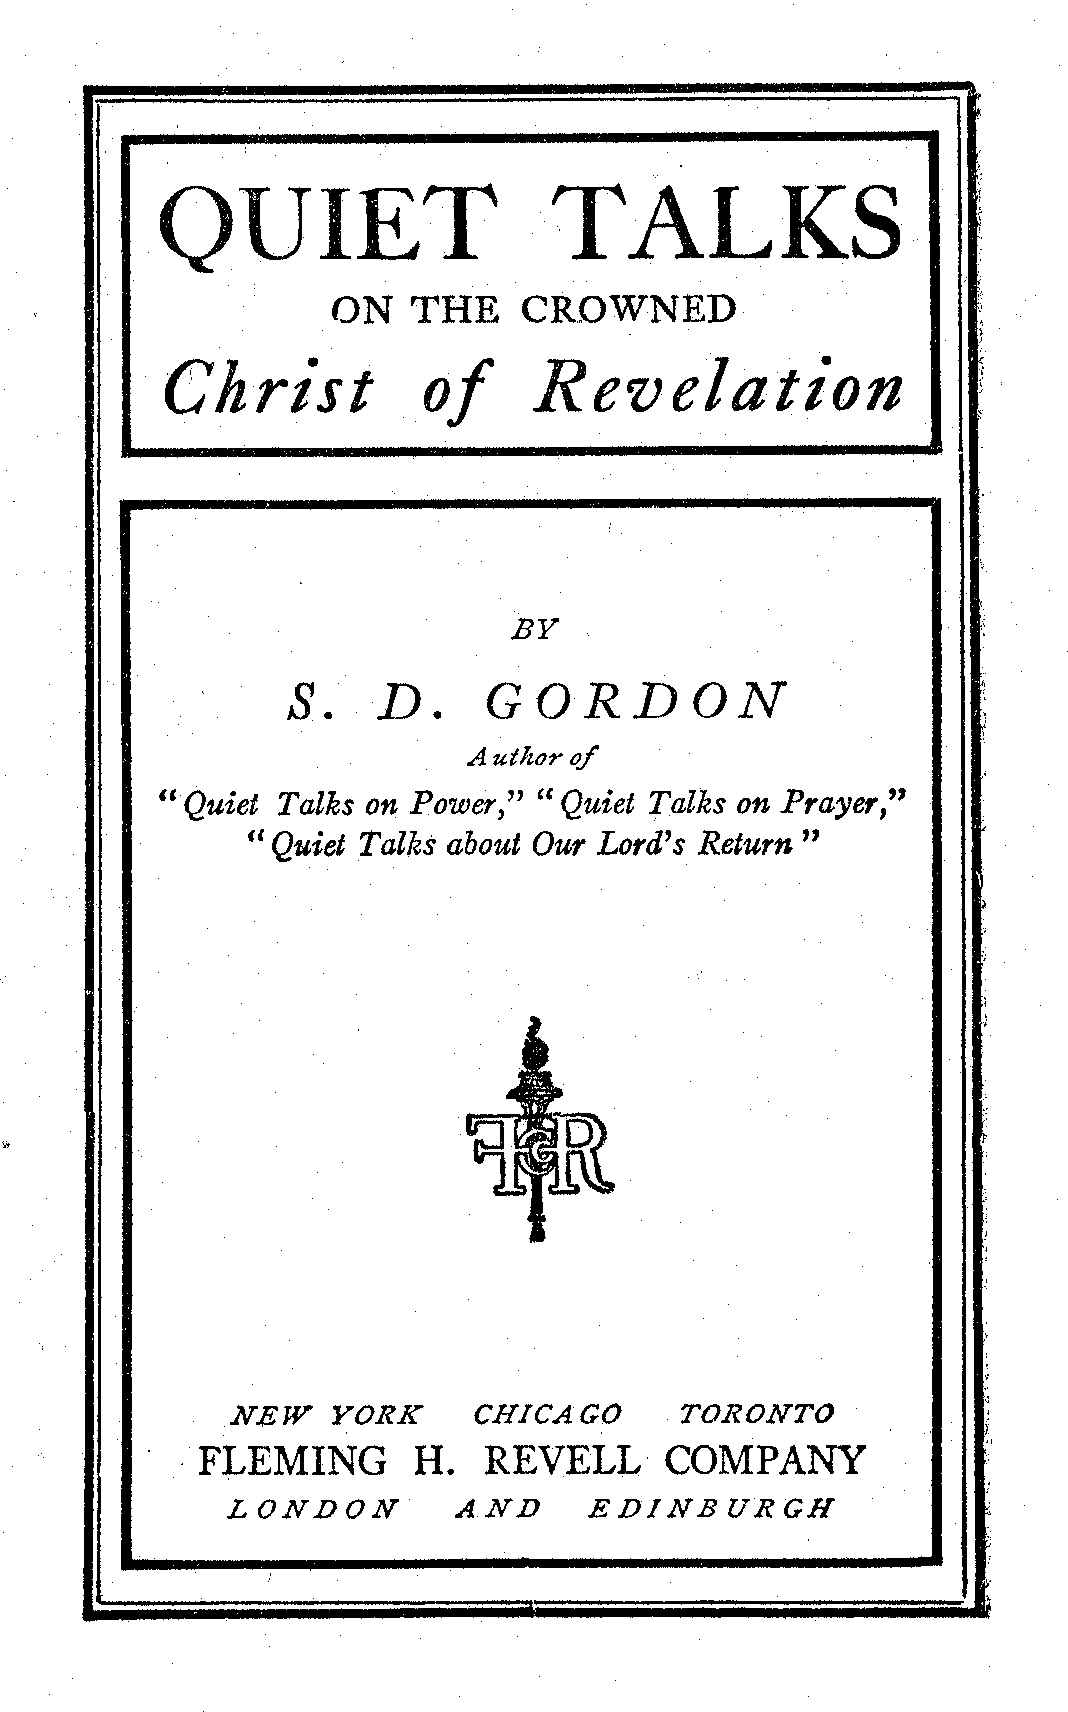 QUIET TALKS
ON THE CROWNED
Christ of Revelation
BY
S. D. GORDON
Author of
“Quiet Talks on Power,” “Quiet Talks on Prayer,”
“Quiet Talks about Our Lord's Return”
F G R
NEW YORK CHICAGO TORONTO
FLEMING H. REVELL COMPANY
LONDON AND EDINBURGH